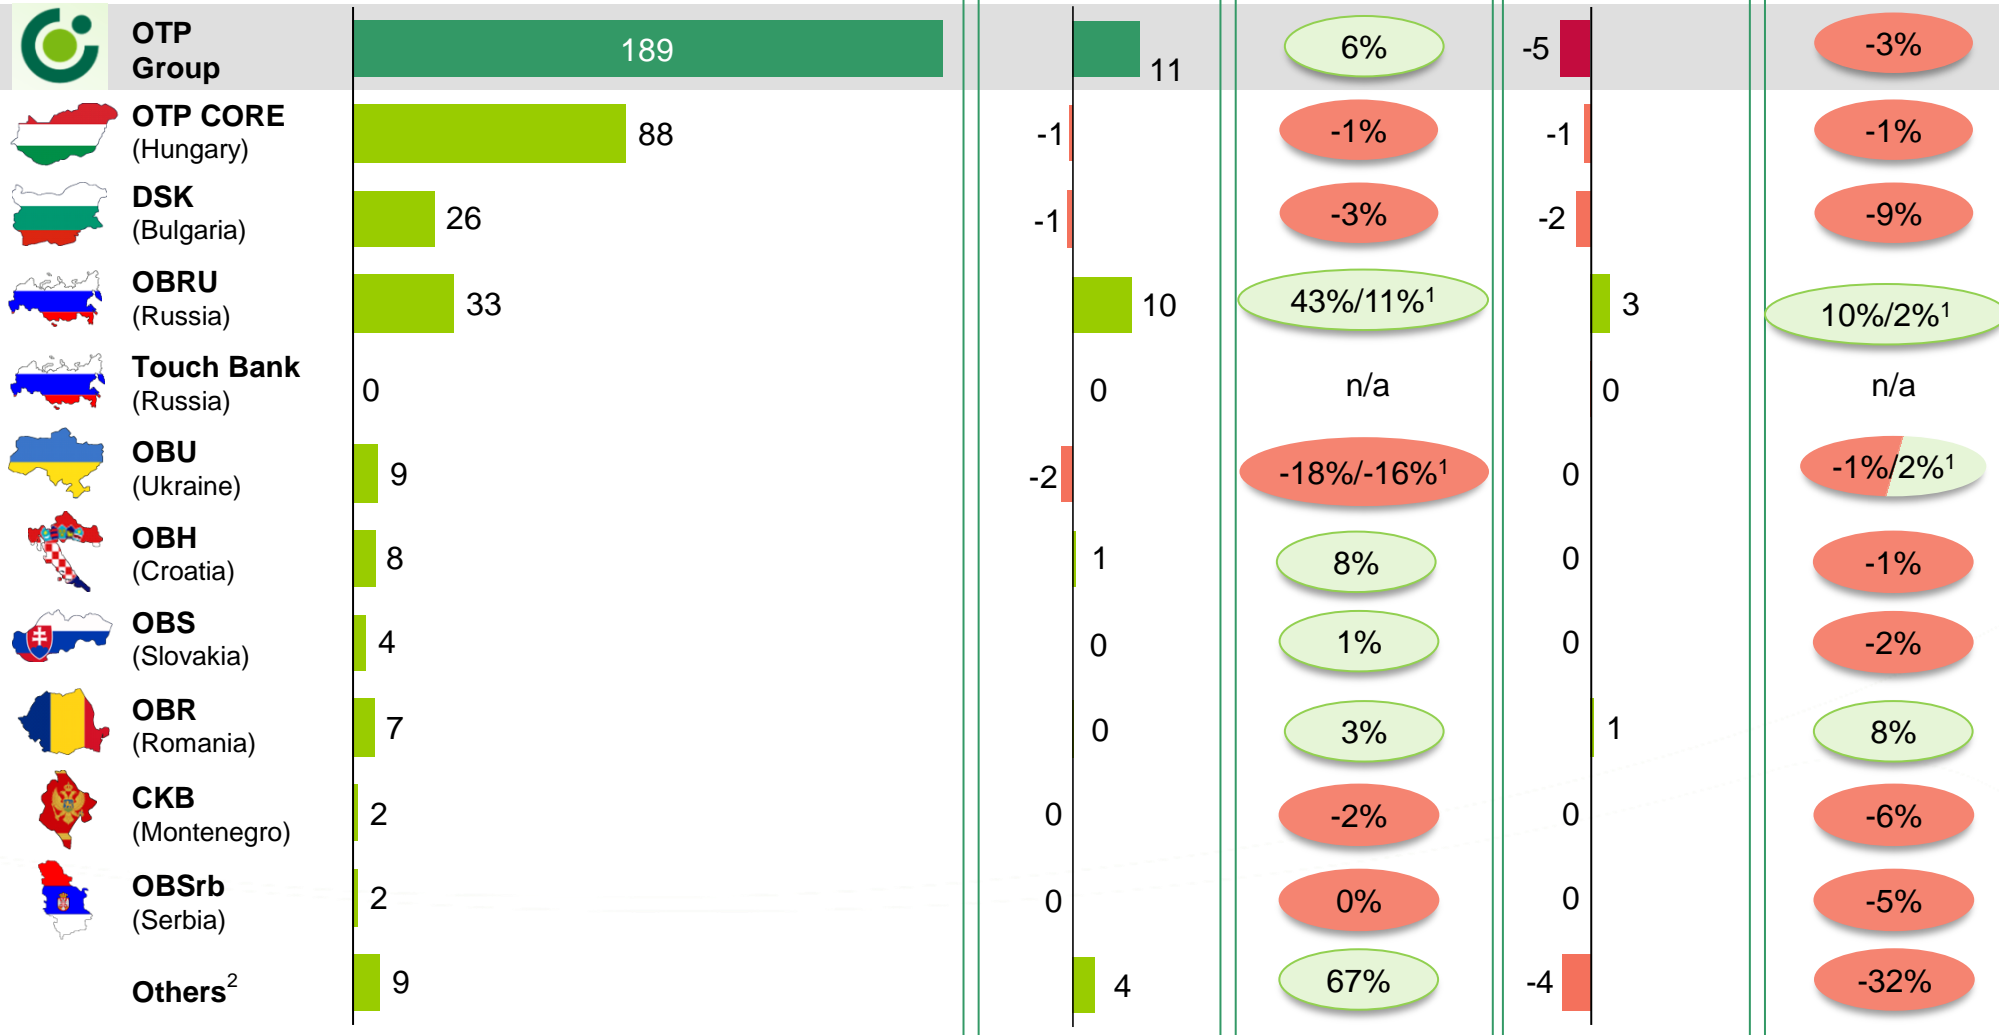 OTP
Group
189
11
6%
-5
-3%
OTP CORE
(Hungary)
88
-1
-1%
-1
-1%
DSK
(Bulgaria)
26
-1
-3%
-2
-9%
OBRU
(Russia)
33
10
43%/11%¹
3
10%/2%¹
Touch Bank
(Russia)
0
0
n/a
0
n/a
OBU
(Ukraine)
9
-2
-18%/-16%¹
0
-1%/2%¹
OBH
(Croatia)
8
1
8%
0
-1%
OBS
(Slovakia)
4
0
1%
0
-2%
OBR
(Romania)
7
0
3%
1
8%
CKB
(Montenegro)
2
0
-2%
0
-6%
OBSrb
(Serbia)
2
0
0%
0
-5%
Others²
9
4
67%
-4
-32%